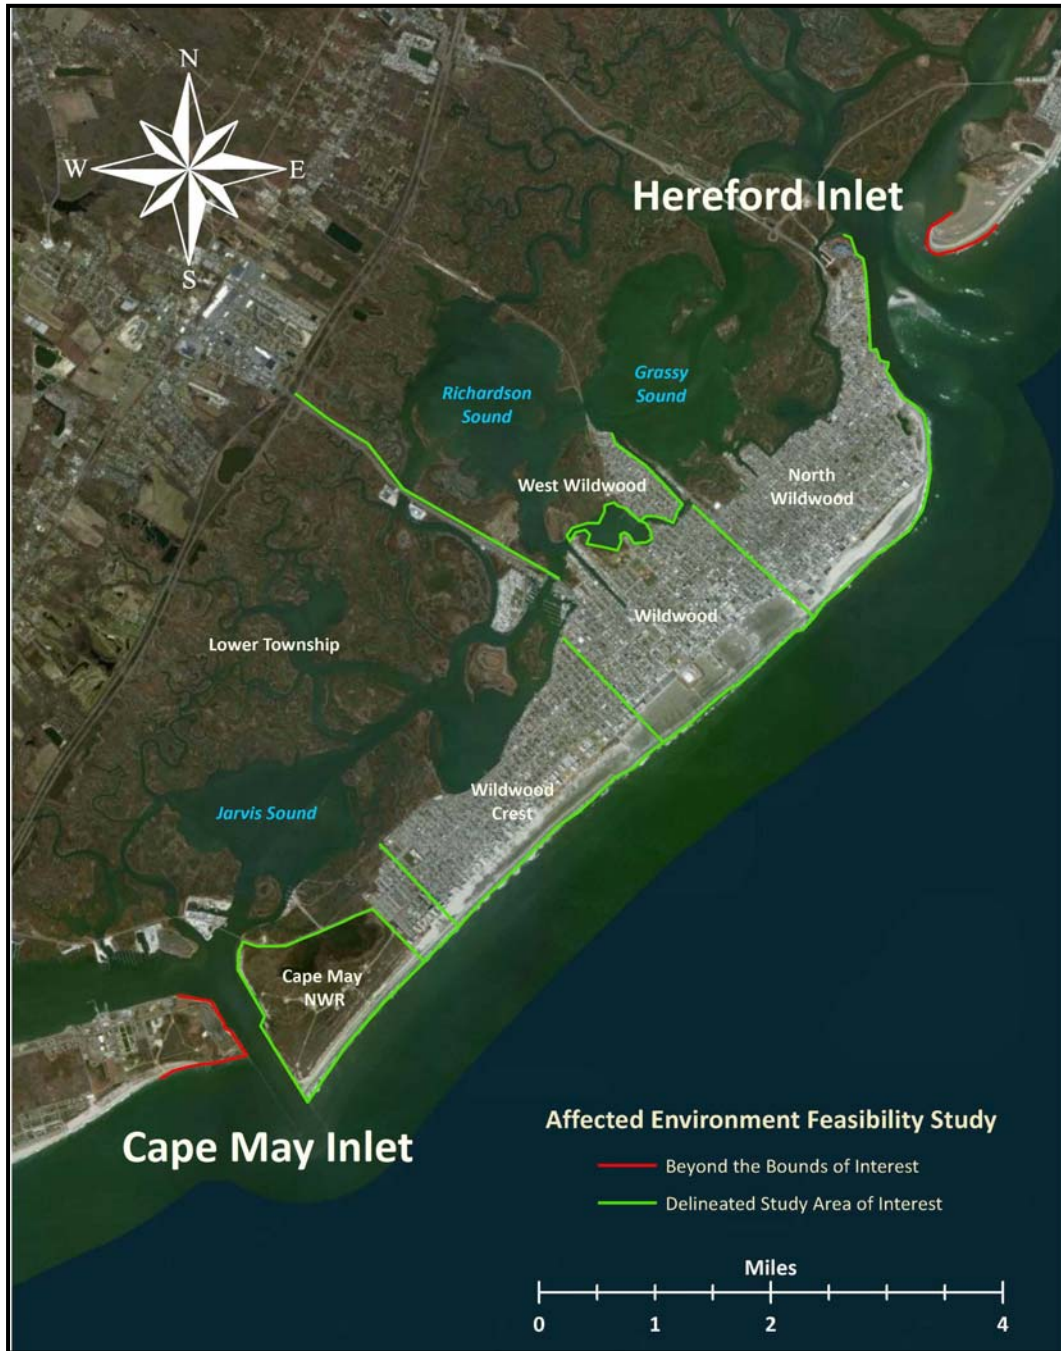 N
W
E
S
Hereford Inlet
Richardson
Sound
Grassy
Sound
West Wildwood
North
Wildwood
Wildwood
Lower Township
Wildwood
Crest
Jarvis Sound
Cape May
NWR
Cape May Inlet
Affected Environment Feasibility Study
Beyond the Bounds of Interest
Delineated Study Area of Interest
Miles
0 1 2 4